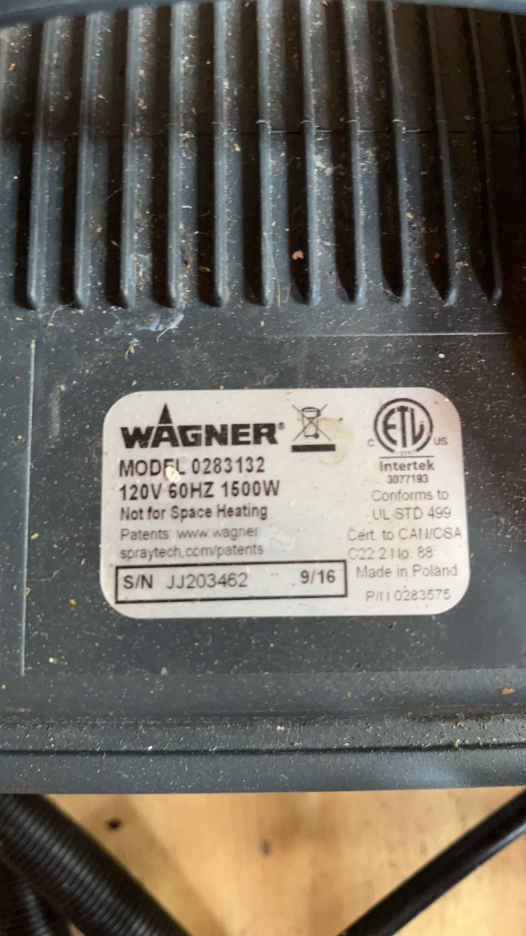 WAGNER®
MODEL 0283132
120V 60HZ 1500W
Not for Space Heating
Patents: www.wagner
spraytech.com/patents
S/N JJ203462 9/16
ETL
C US
Intertek
3077193
Conforms to
UL STD 499
Cert. to CAN/CSA
C22.2 No. 88
Made in Poland
P/N 0283575